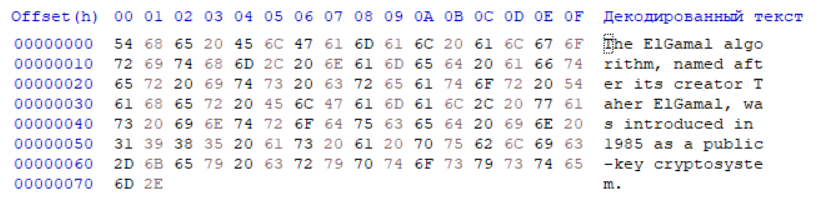 Offset(h) 00 01 02 03 04 05 06 07 08 09 0A 0B 0C 0D 0E 0F Декодированный текст
00000000 54 68 65 20 45 6C 47 61 6D 61 6C 20 61 6C 67 6F The ElGamal algo
00000010 72 69 74 68 6D 2C 20 6E 61 6D 65 64 20 61 66 74 rithm, named aft
00000020 65 72 20 69 74 73 20 63 72 65 61 74 6F 72 20 54 er its creator T
00000030 61 68 65 72 20 45 6C 47 61 6D 61 6C 2C 20 77 61 aher ElGamal, wa
00000040 73 20 69 6E 74 72 6F 64 75 63 65 64 20 69 6E 20 s introduced in
00000050 31 39 38 35 20 61 73 20 61 20 70 75 62 6C 69 63 1985 as a public
00000060 2D 6B 65 79 20 63 72 79 70 74 6F 73 79 73 74 65 -key cryptosyste
00000070 6D 2E m.